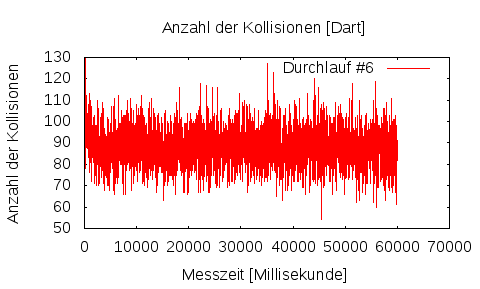 Anzahl der Kollisionen [Dart]
Durchlauf #6
Anzahl der Kollisionen
130
120
110
100
90
80
70
60
50
0 10000 20000 30000 40000 50000 60000 70000
Messzeit [Millisekunde]